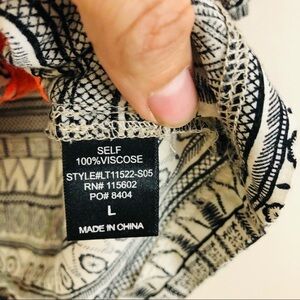 SELF
100%VISCOSE
STYLE#LT11522-S05
RN# 115602
PO# 8404
L
MADE IN CHINA